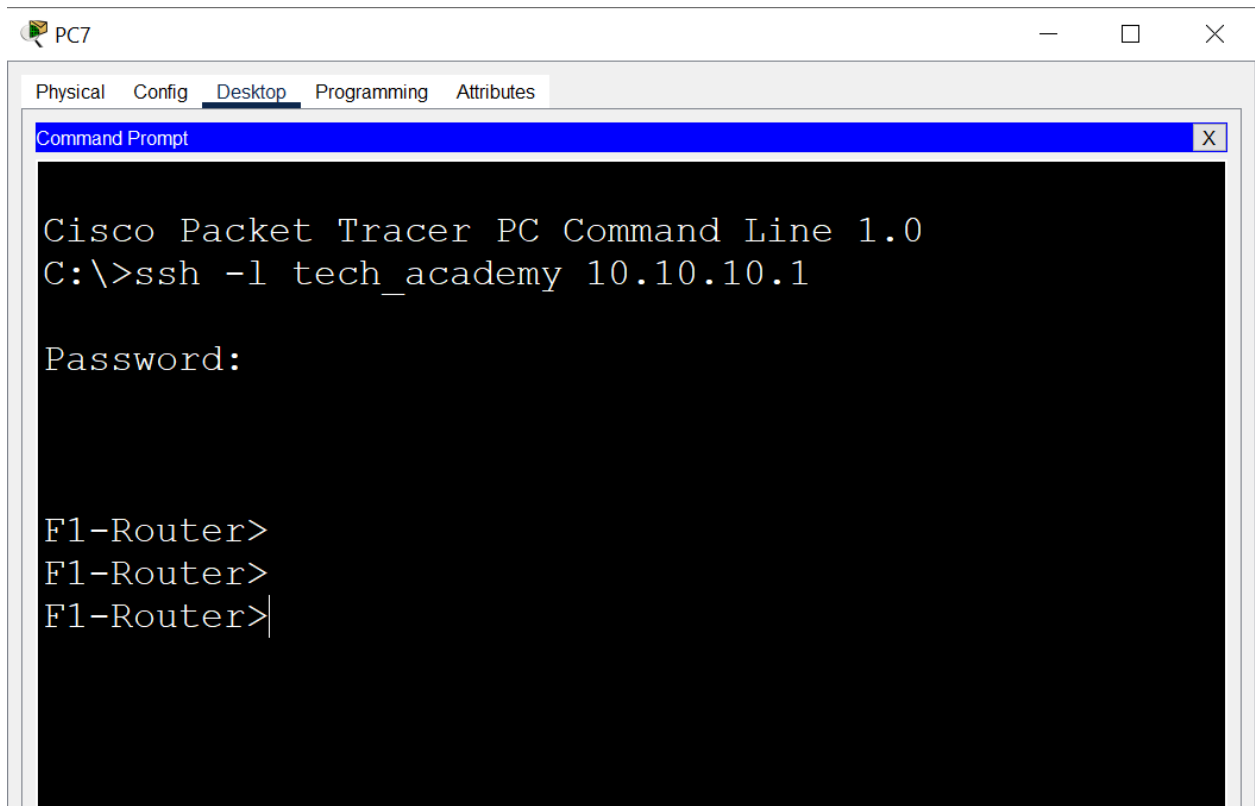 PC7
Physical Config Desktop Programming Attributes
Command Prompt X
Cisco Packet Tracer PC Command Line 1.0
C:\>ssh -l tech_academy 10.10.10.1
Password:
F1-Router>
F1-Router>
F1-Router>